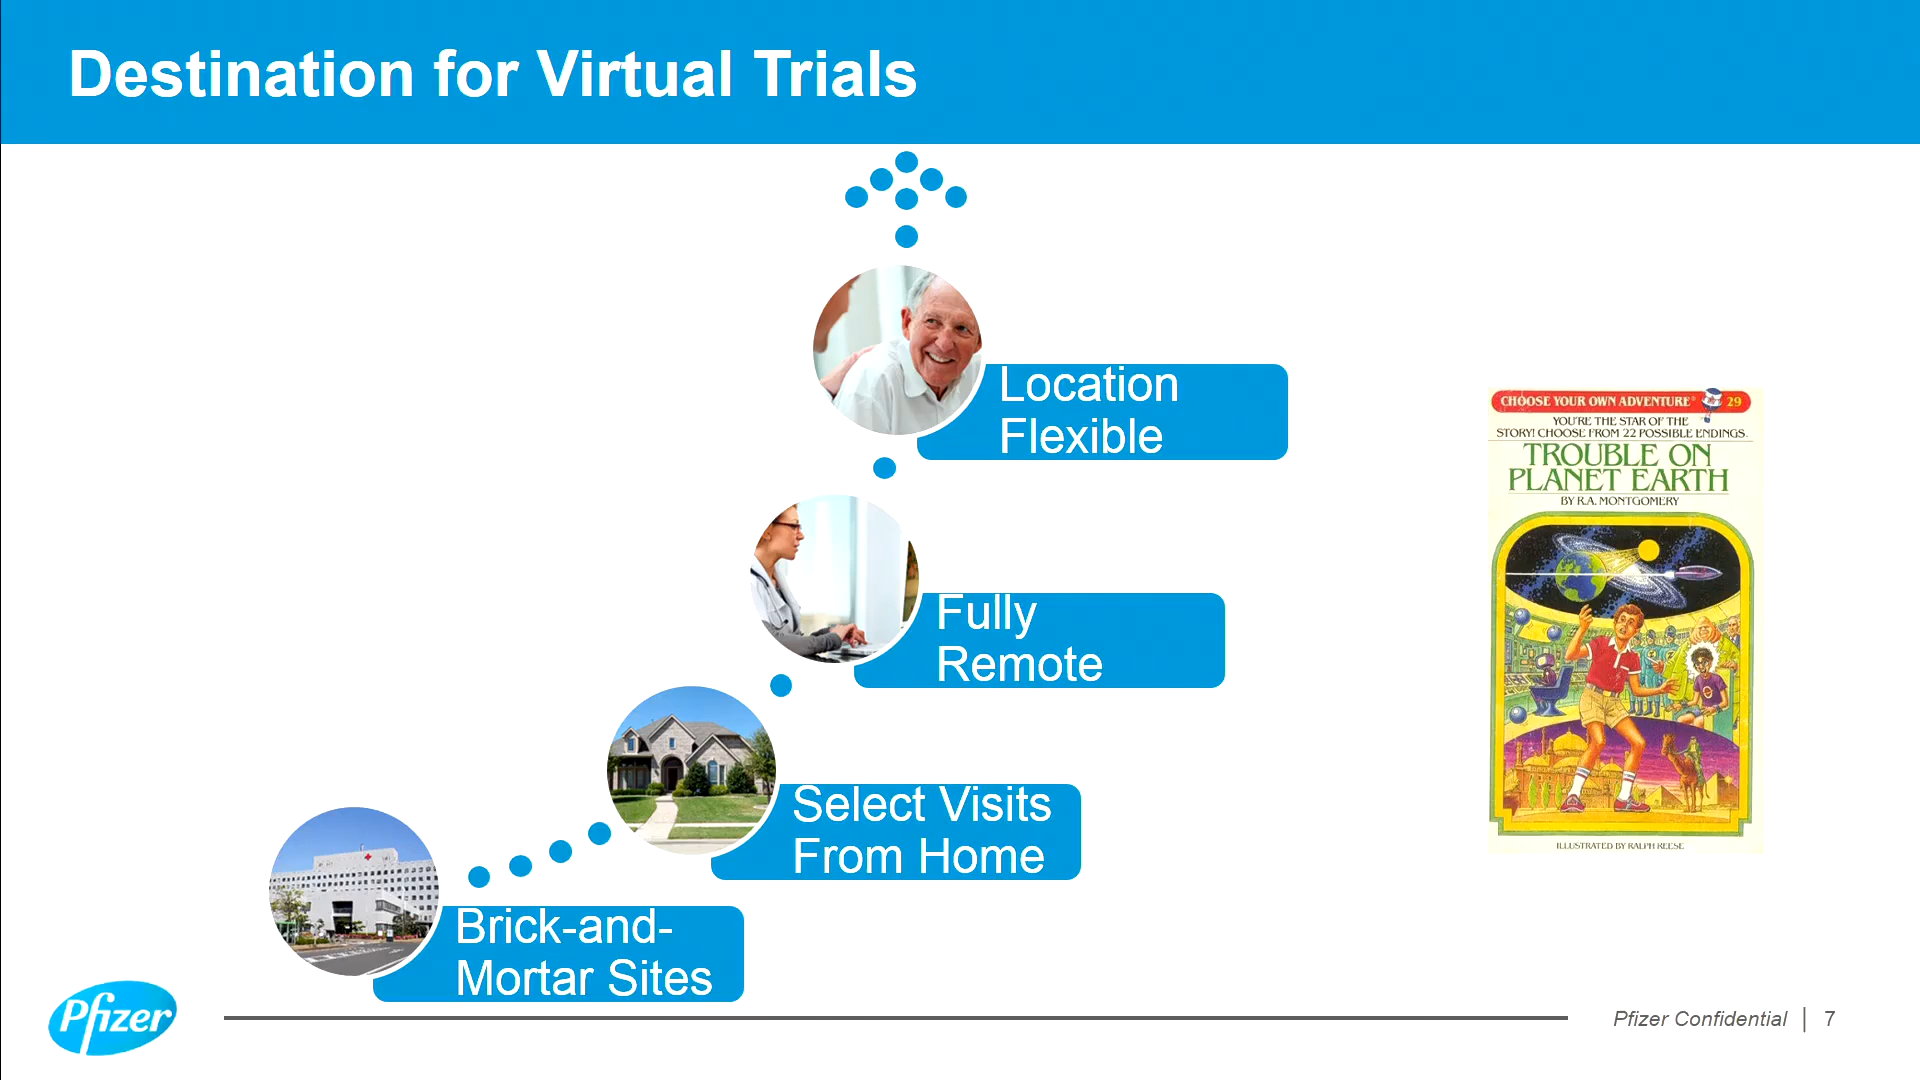 Destination for Virtual Trials
Location
Flexible
Fully
Remote
Select Visits
From Home
Brick-and-
Mortar Sites
CHOOSE YOUR OWN ADVENTURE® 29
YOU'RE THE STAR OF THE
STORY! CHOOSE FROM 22 POSSIBLE ENDINGS.
TROUBLE ON
PLANET EARTH
BY R.A. MONTGOMERY
ILLUSTRATED BY RALPH REESE
Pfizer
Pfizer Confidential | 7